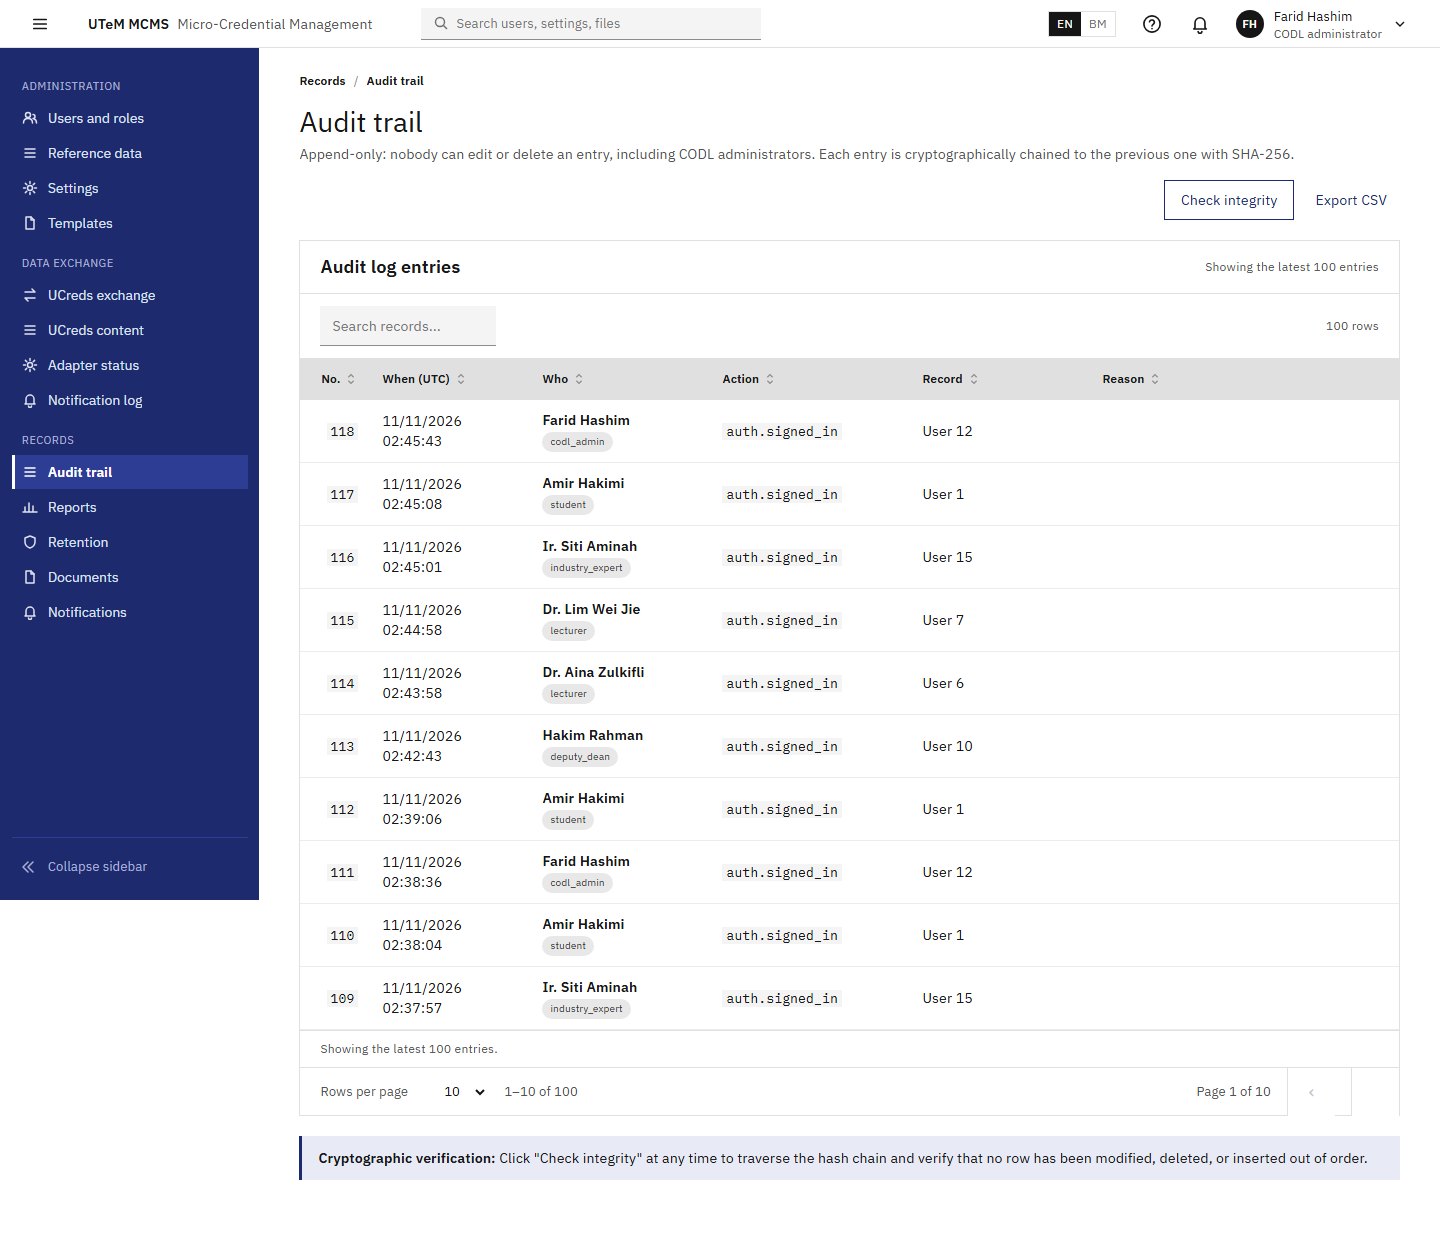 UTeM MCMS Micro-Credential Management
Search users, settings, files
EN BM
FH
Farid Hashim
CODL administrator
ADMINISTRATION
Users and roles
Reference data
Settings
Templates
DATA EXCHANGE
UCreds exchange
UCreds content
Adapter status
Notification log
RECORDS
Audit trail
Reports
Retention
Documents
Notifications
Collapse sidebar
Records / Audit trail
Audit trail
Append-only: nobody can edit or delete an entry, including CODL administrators. Each entry is cryptographically chained to the previous one with SHA-256.
Check integrity Export CSV
Audit log entries
Showing the latest 100 entries
Search records...
100 rows
No. When (UTC) Who Action Record Reason
118 11/11/2026 02:45:43 Farid Hashim codl_admin auth.signed_in User 12
117 11/11/2026 02:45:08 Amir Hakimi student auth.signed_in User 1
116 11/11/2026 02:45:01 Ir. Siti Aminah industry_expert auth.signed_in User 15
115 11/11/2026 02:44:58 Dr. Lim Wei Jie lecturer auth.signed_in User 7
114 11/11/2026 02:43:58 Dr. Aina Zulkifli lecturer auth.signed_in User 6
113 11/11/2026 02:42:43 Hakim Rahman deputy_dean auth.signed_in User 10
112 11/11/2026 02:39:06 Amir Hakimi student auth.signed_in User 1
111 11/11/2026 02:38:36 Farid Hashim codl_admin auth.signed_in User 12
110 11/11/2026 02:38:04 Amir Hakimi student auth.signed_in User 1
109 11/11/2026 02:37:57 Ir. Siti Aminah industry_expert auth.signed_in User 15
Showing the latest 100 entries.
Rows per page 10 1–10 of 100 Page 1 of 10 ‹
Cryptographic verification: Click "Check integrity" at any time to traverse the hash chain and verify that no row has been modified, deleted, or inserted out of order.